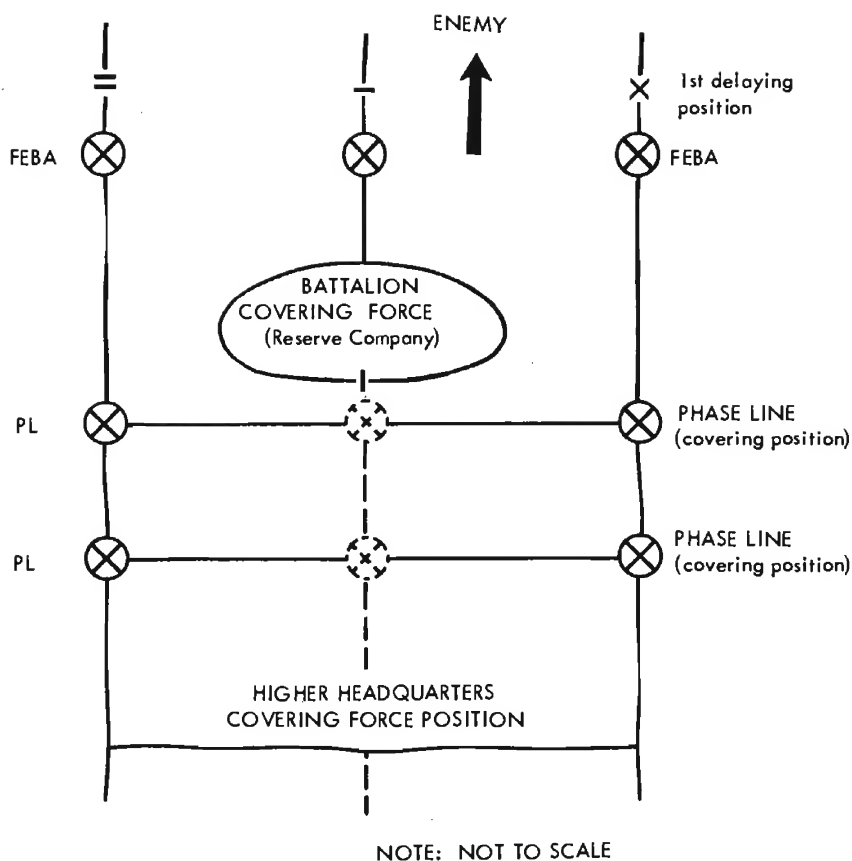 ENEMY
1st delaying
position
FEBA
FEBA
BATTALION
COVERING FORCE
(Reserve Company)
PL
PHASE LINE
(covering position)
PL
PHASE LINE
(covering position)
HIGHER HEADQUARTERS
COVERING FORCE POSITION
NOTE: NOT TO SCALE